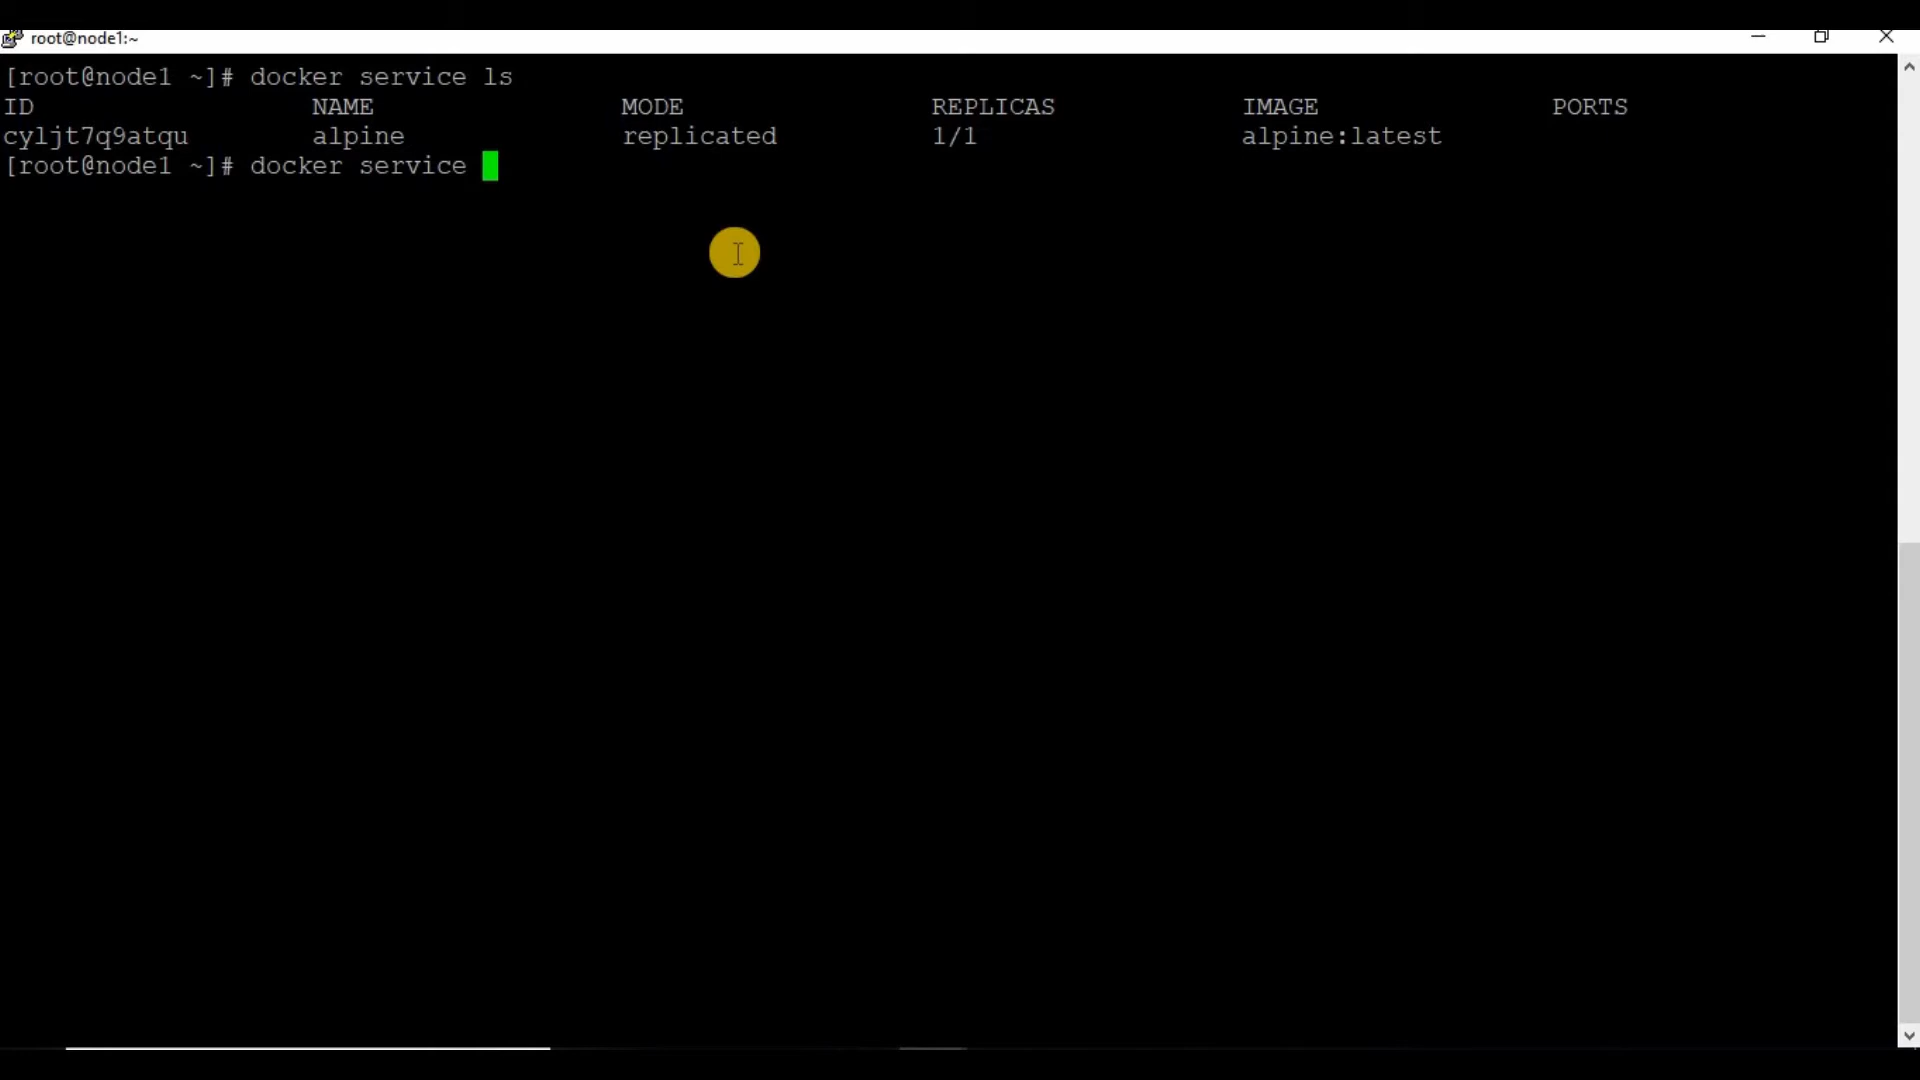 root@node1:~
[root@node1 ~]# docker service ls
ID NAME MODE REPLICAS IMAGE PORTS
cyljt7q9atqu alpine replicated 1/1 alpine:latest
[root@node1 ~]# docker service